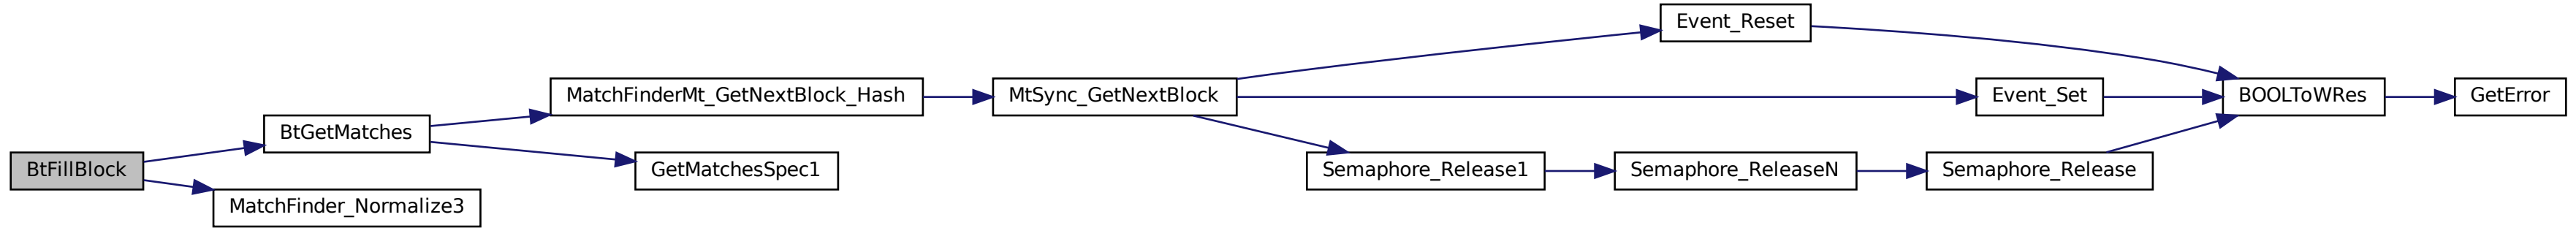 BtFillBlock
BtGetMatches
MatchFinder_Normalize3
MatchFinderMt_GetNextBlock_Hash
GetMatchesSpec1
MtSync_GetNextBlock
Event_Reset
Event_Set
Semaphore_Release1
Semaphore_ReleaseN
Semaphore_Release
BOOLToWRes
GetError